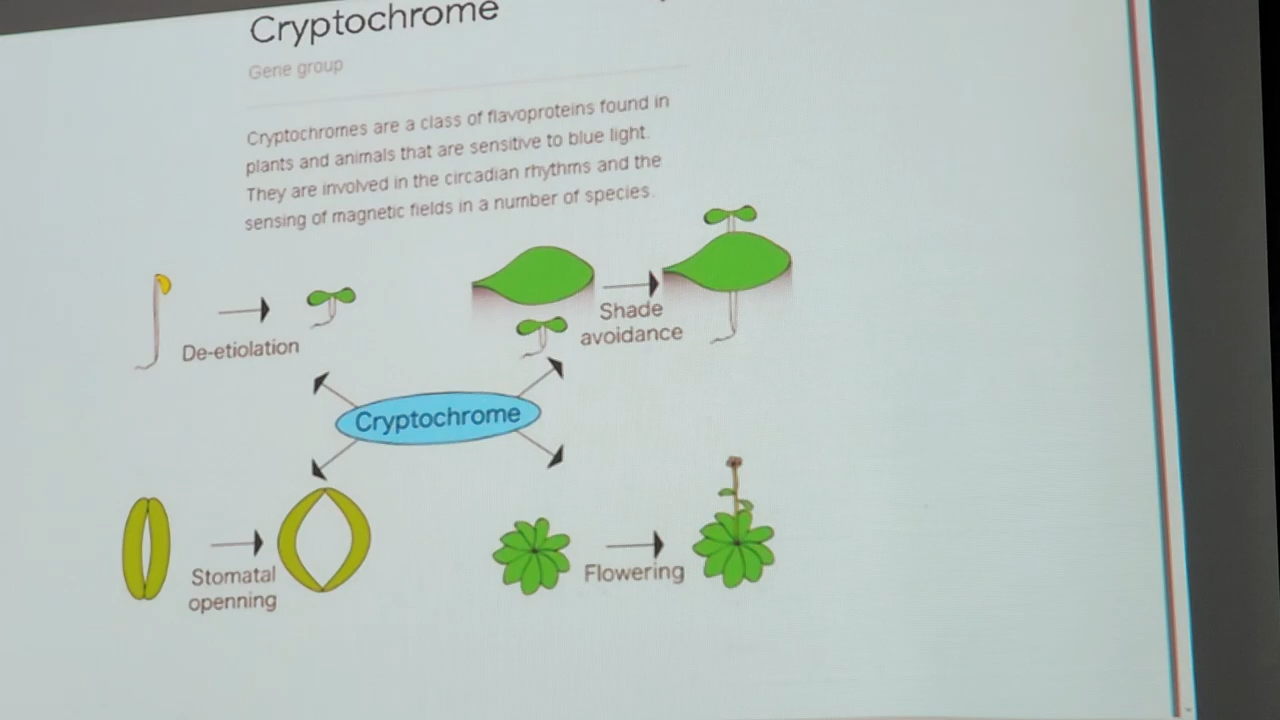 Cryptochrome
Gene group
Cryptochromes are a class of flavoproteins found in
plants and animals that are sensitive to blue light.
They are involved in the circadian rhythms and the
sensing of magnetic fields in a number of species.
De-etiolation
Shade
avoidance
Cryptochrome
Stomatal
openning
Flowering